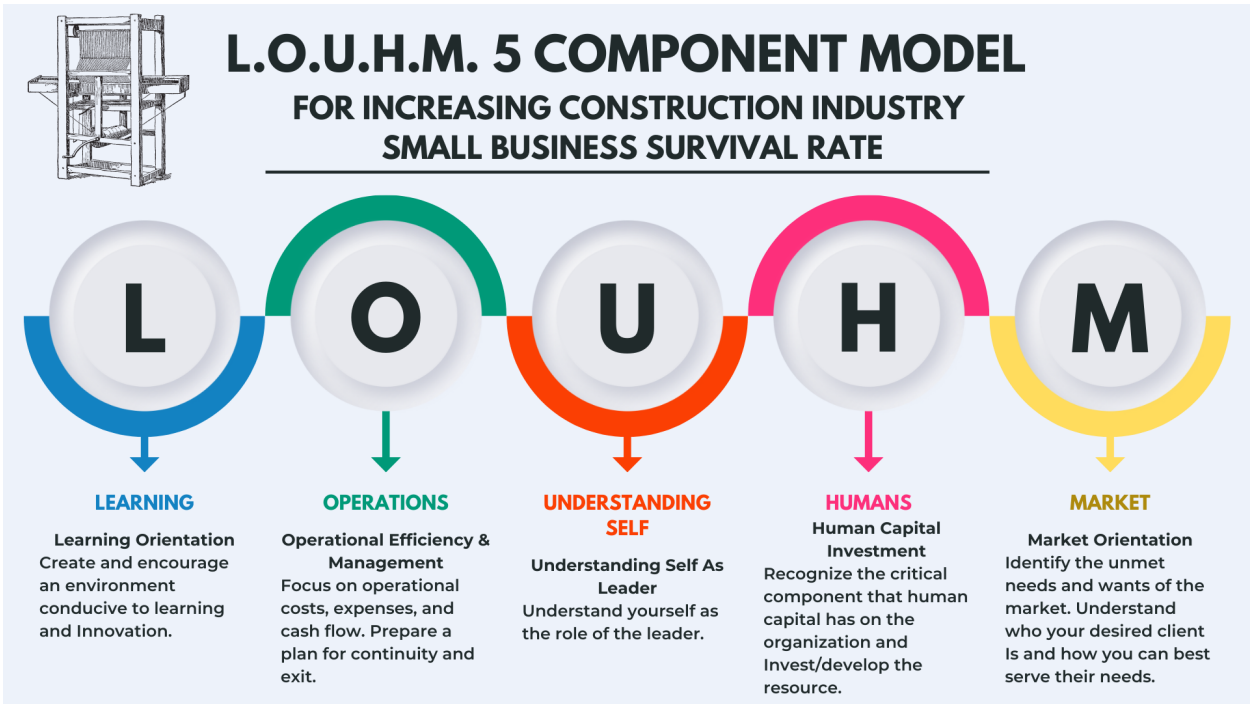 L.O.U.H.M. 5 COMPONENT MODEL
FOR INCREASING CONSTRUCTION INDUSTRY
SMALL BUSINESS SURVIVAL RATE
L
O
U
H
M
LEARNING
Learning Orientation
Create and encourage
an environment
conducive to learning
and Innovation.
OPERATIONS
Operational Efficiency &
Management
Focus on operational
costs, expenses, and
cash flow. Prepare a
plan for continuity and
exit.
UNDERSTANDING
SELF
Understanding Self As
Leader
Understand yourself as
the role of the leader.
HUMANS
Human Capital
Investment
Recognize the critical
component that human
capital has on the
organization and
Invest/develop the
resource.
MARKET
Market Orientation
Identify the unmet
needs and wants of the
market. Understand
who your desired client
Is and how you can best
serve their needs.